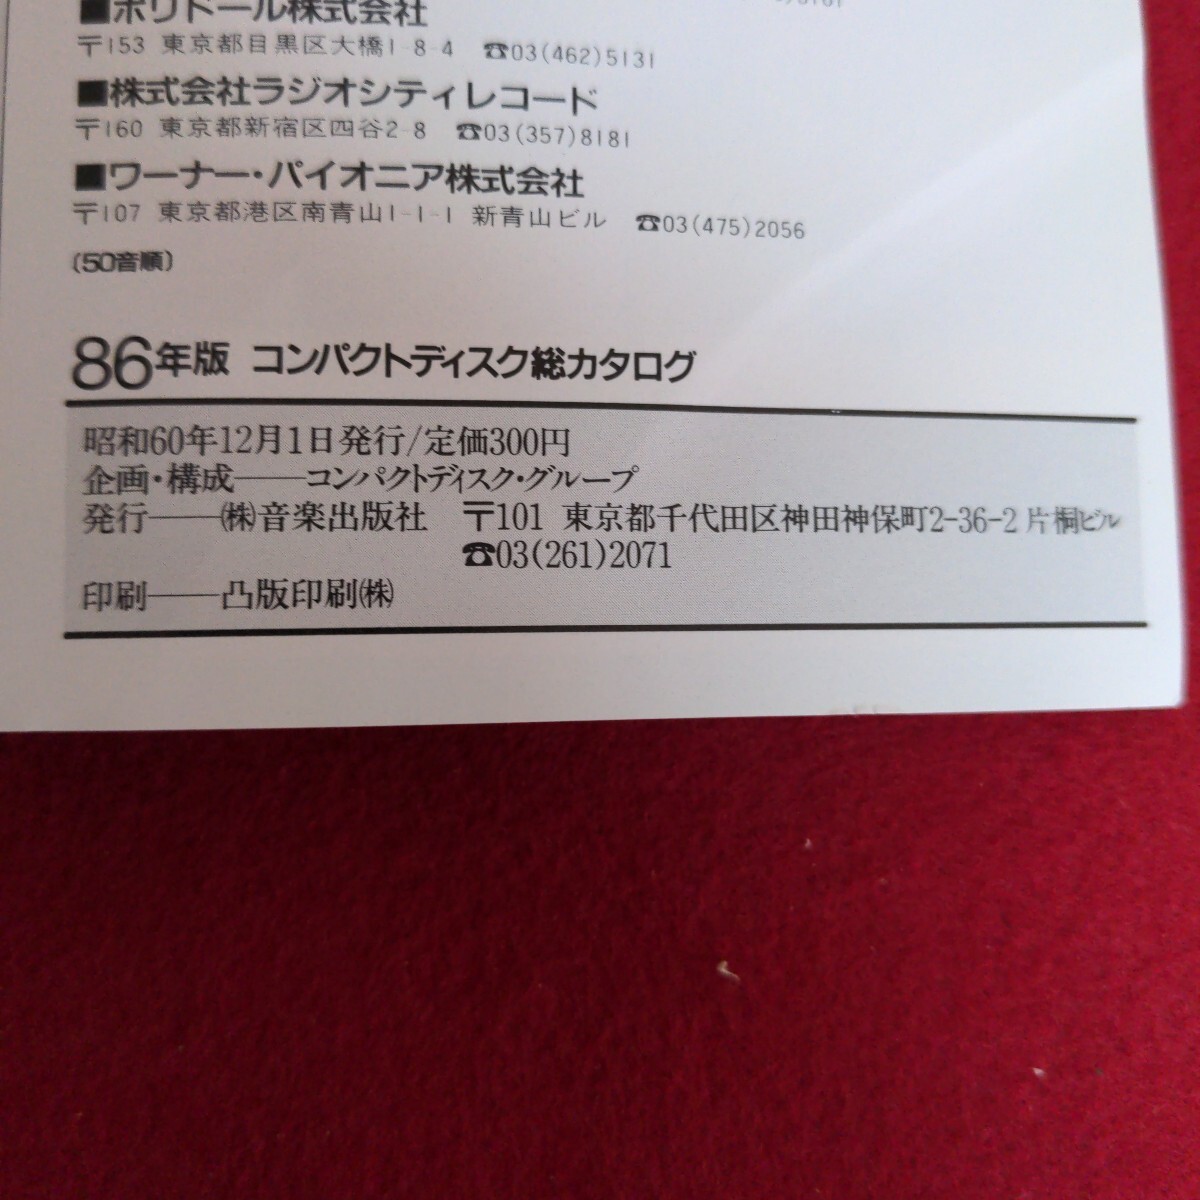 ■ポリドール株式会社
〒153 東京都目黒区大橋1-8-4 ☎03(462)5131
■株式会社ラジオシティレコード
〒160 東京都新宿区四谷2-8 ☎03(357)8181
■ワーナー・パイオニア株式会社
〒107 東京都港区南青山1-1-1 新青山ビル ☎03(475)2056
(50音順)
86年版 コンパクトディスク総カタログ
昭和60年12月1日発行/定価300円
企画・構成――コンパクトディスク・グループ
発行――㈱音楽出版社 〒101 東京都千代田区神田神保町2-36-2 片桐ビル
☎03(261)2071
印刷――凸版印刷㈱